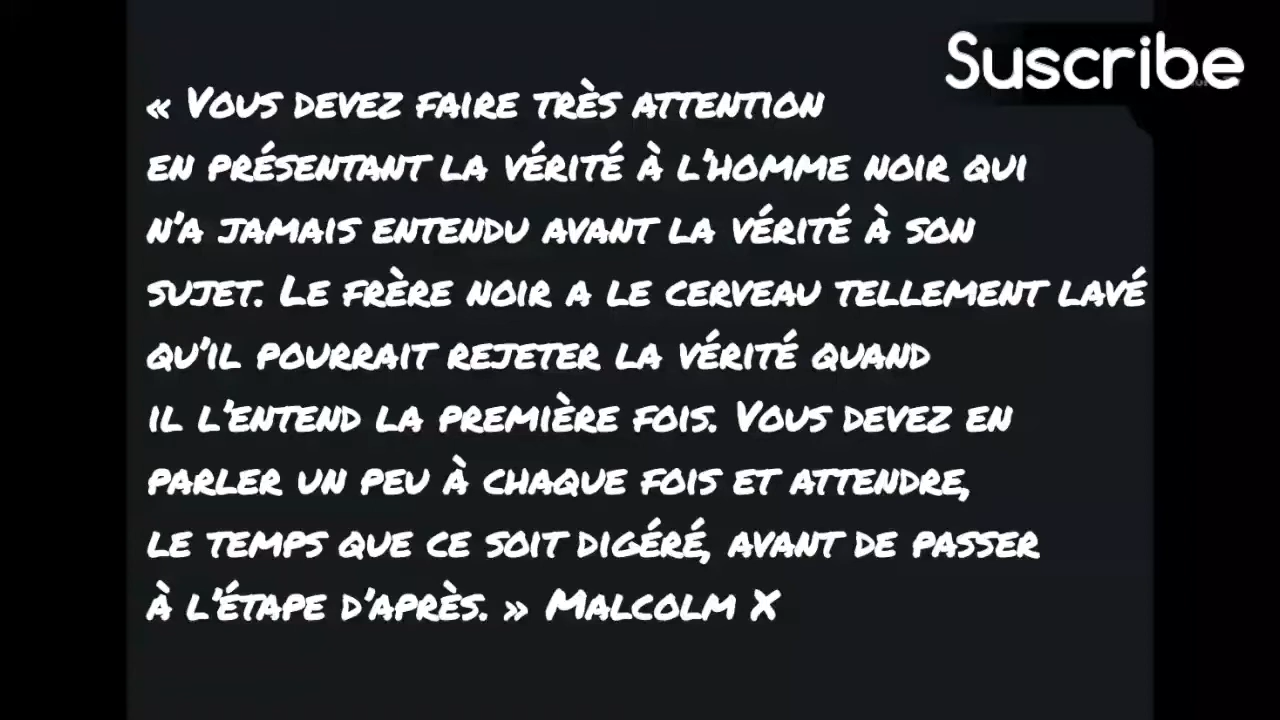 Suscribe
« Vous devez faire très attention
en présentant la vérité à l'homme noir qui
n'a jamais entendu avant la vérité à son
sujet. Le frère noir a le cerveau tellement lavé
qu'il pourrait rejeter la vérité quand
il l'entend la première fois. Vous devez en
parler un peu à chaque fois et attendre,
le temps que ce soit digéré, avant de passer
à l'étape d'après. » Malcolm X